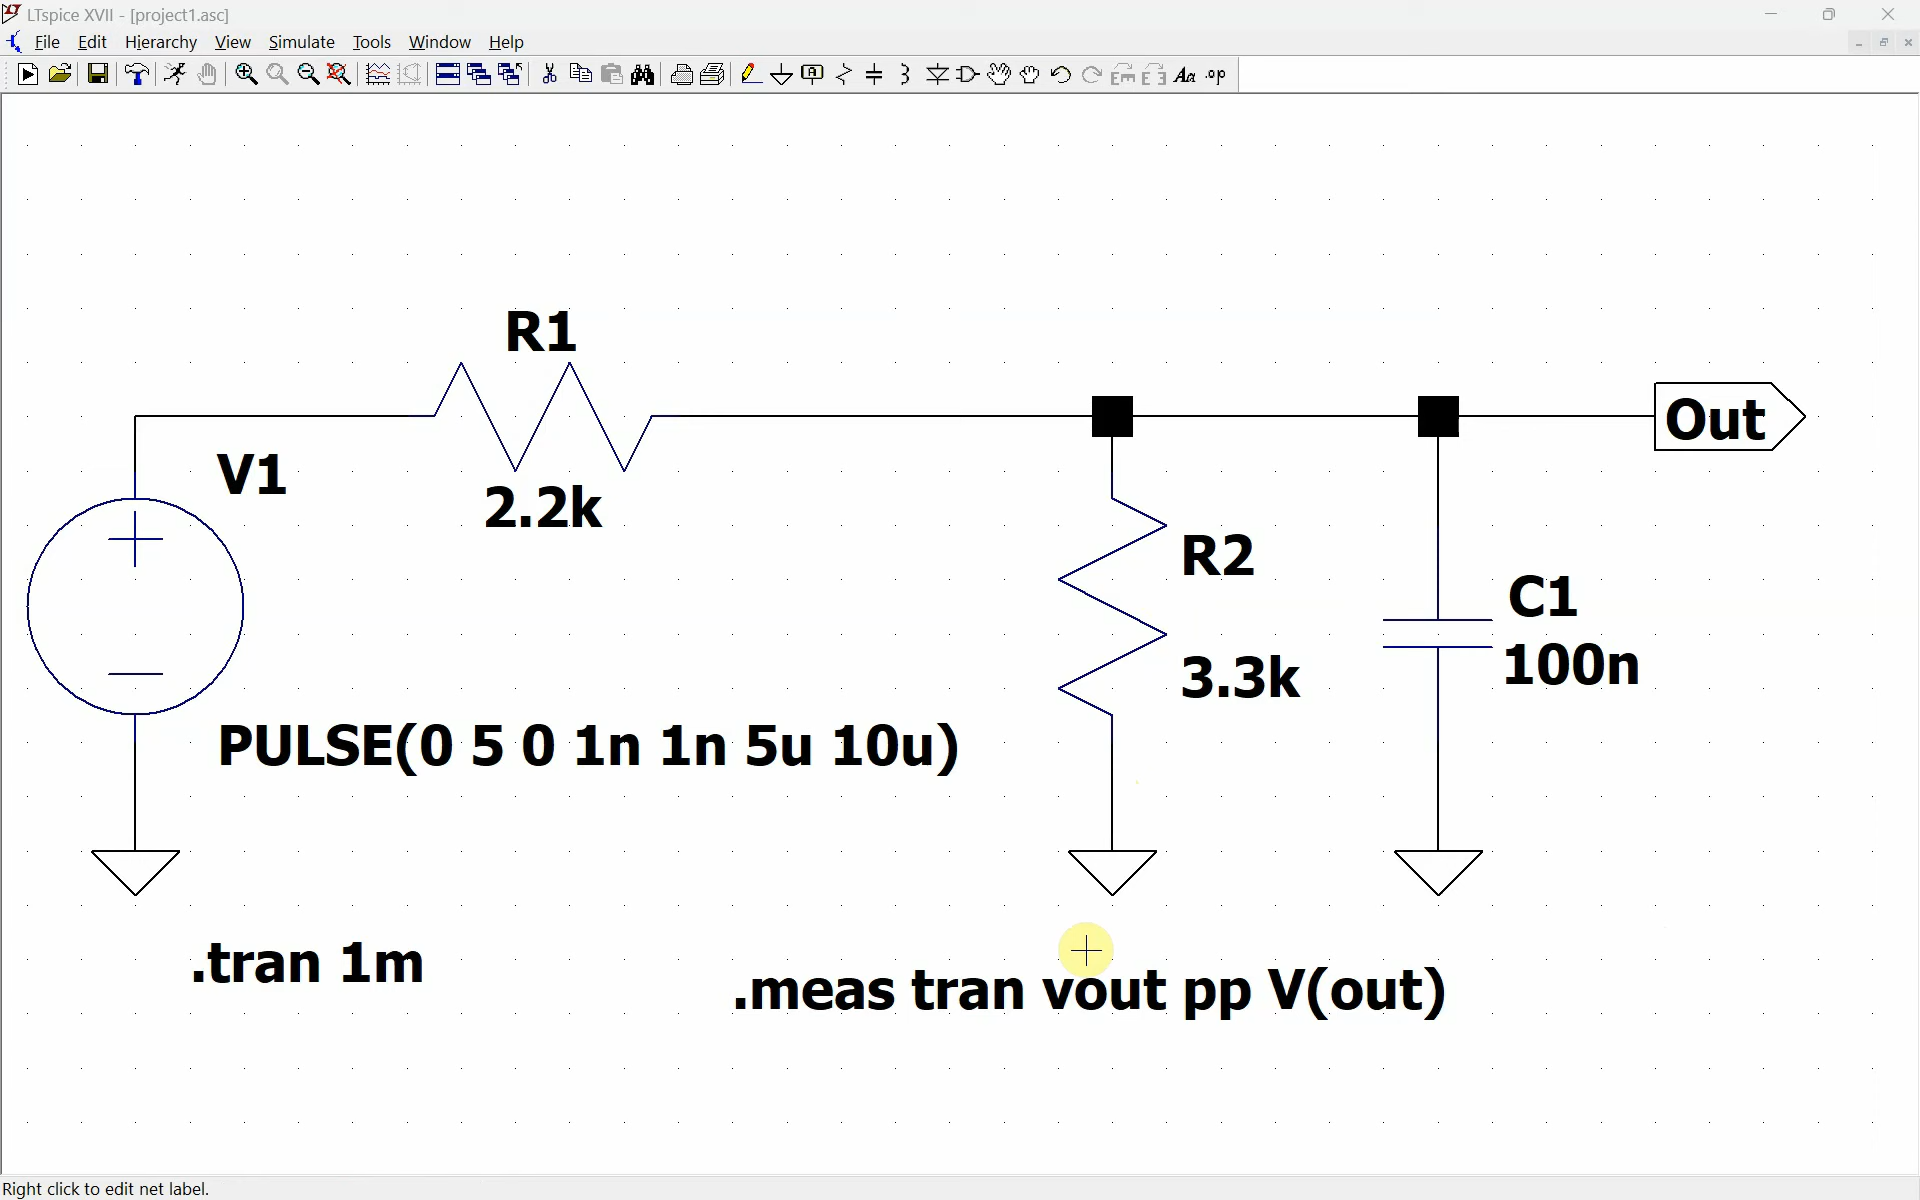 LTspice XVII - [project1.asc]
File Edit Hierarchy View Simulate Tools Window Help
R1
Out
V1
2.2k
R2
C1
100n
3.3k
PULSE(0 5 0 1n 1n 5u 10u)
.tran 1m
.meas tran vout pp V(out)
Right click to edit net label.